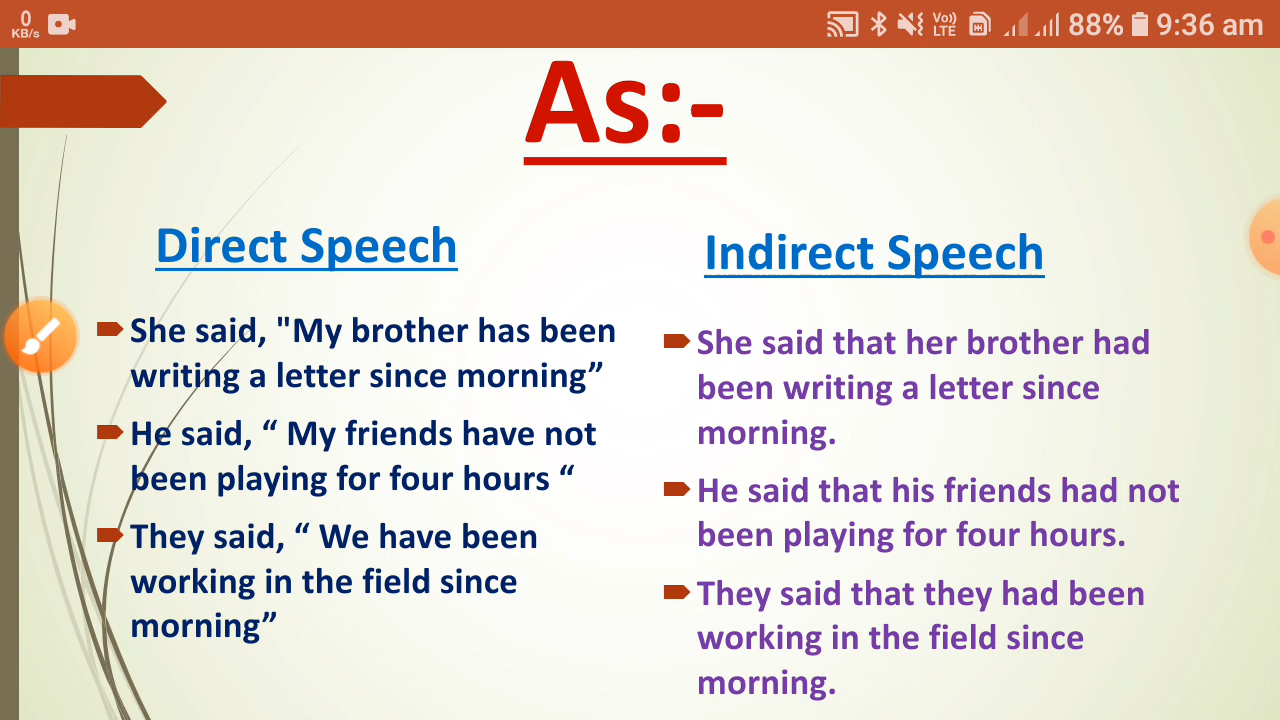 0
KB/s
Vo))
LTE
88%
9:36 am
As:-
Direct Speech
She said, "My brother has been
writing a letter since morning”
He said, “ My friends have not
been playing for four hours “
They said, “ We have been
working in the field since
morning”
Indirect Speech
She said that her brother had
been writing a letter since
morning.
He said that his friends had not
been playing for four hours.
They said that they had been
working in the field since
morning.